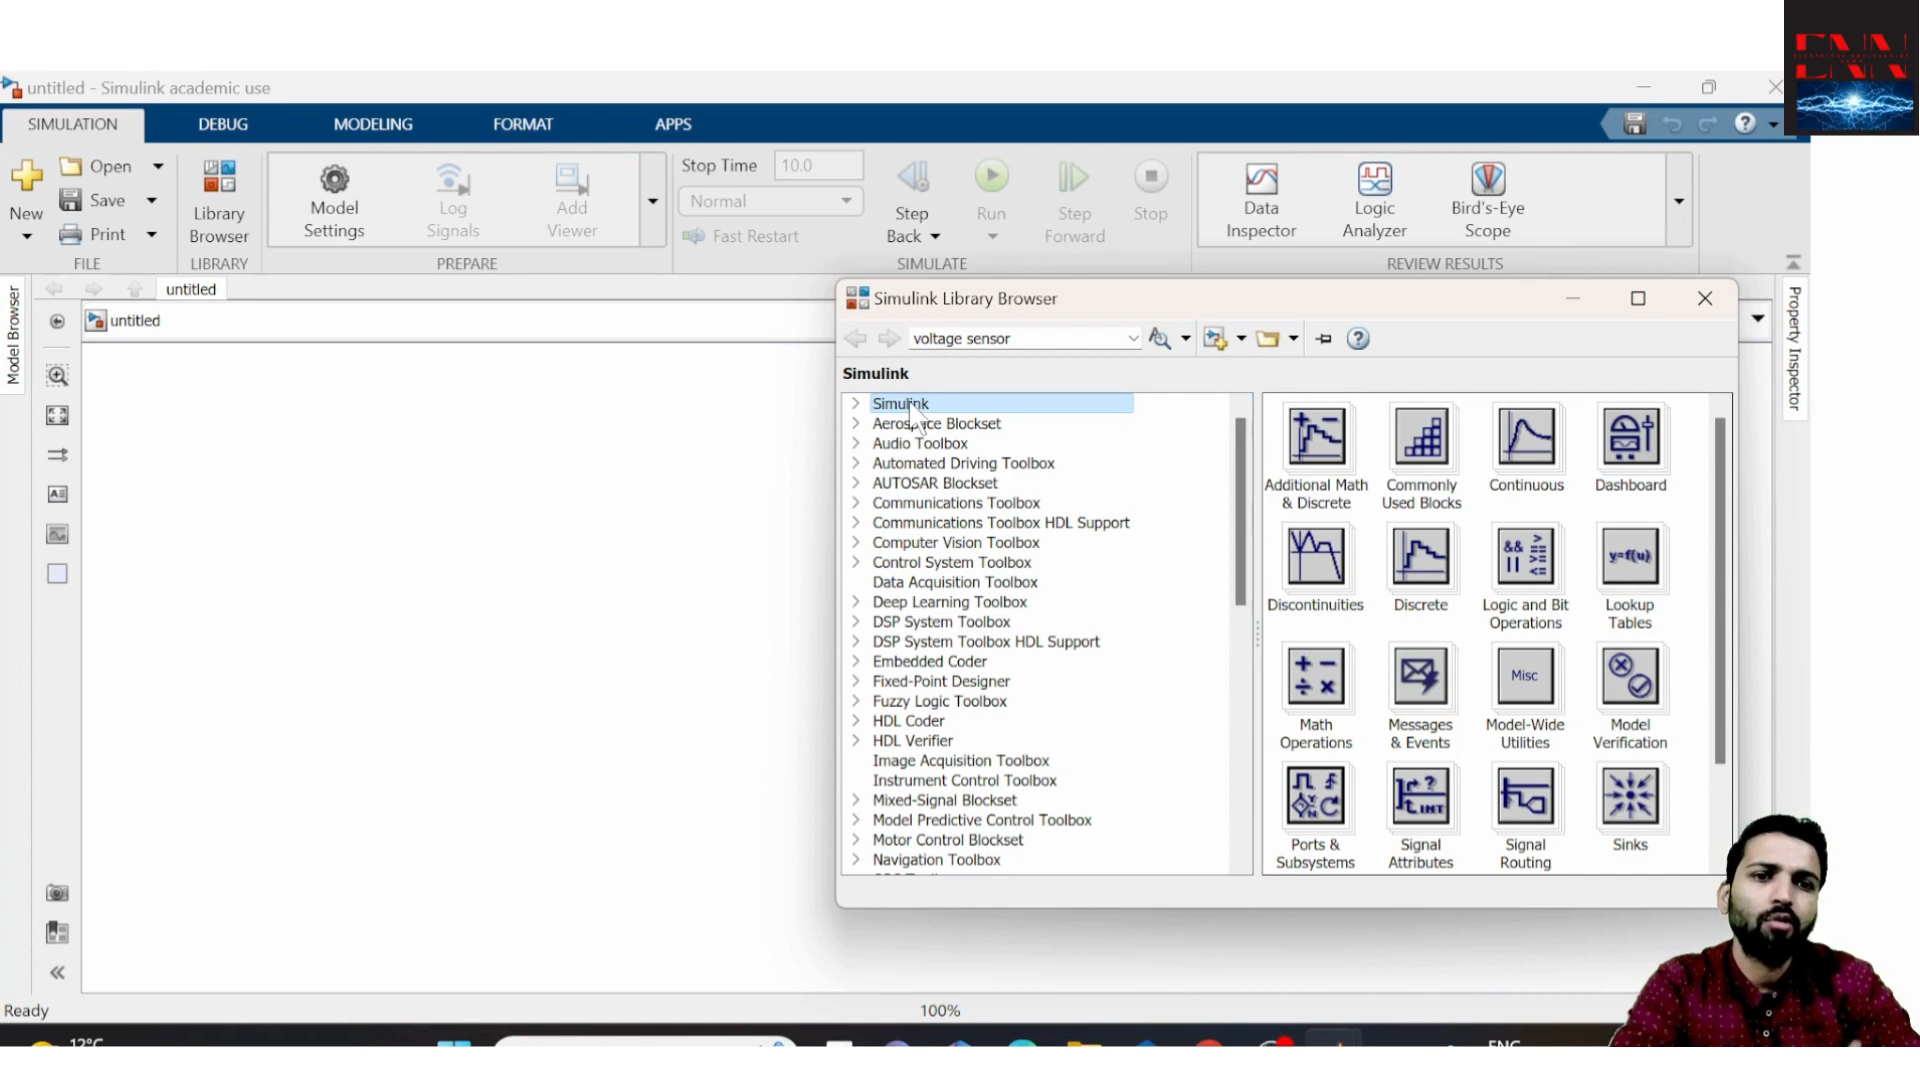 ENN
untitled - Simulink academic use
SIMULATION DEBUG MODELING FORMAT APPS
New
Open
Save
Print
FILE
Library
Browser
LIBRARY
Model
Settings
Log
Signals
Add
Viewer
PREPARE
Stop Time 10.0
Normal
Fast Restart
Step
Back
Run
Step
Forward
Stop
SIMULATE
Data
Inspector
Logic
Analyzer
Bird's-Eye
Scope
REVIEW RESULTS
Model Browser
untitled
untitled
Property Inspector
Simulink Library Browser
voltage sensor
Simulink
Simulink
Aerospace Blockset
Audio Toolbox
Automated Driving Toolbox
AUTOSAR Blockset
Communications Toolbox
Communications Toolbox HDL Support
Computer Vision Toolbox
Control System Toolbox
Data Acquisition Toolbox
Deep Learning Toolbox
DSP System Toolbox
DSP System Toolbox HDL Support
Embedded Coder
Fixed-Point Designer
Fuzzy Logic Toolbox
HDL Coder
HDL Verifier
Image Acquisition Toolbox
Instrument Control Toolbox
Mixed-Signal Blockset
Model Predictive Control Toolbox
Motor Control Blockset
Navigation Toolbox
Additional Math
& Discrete
Commonly
Used Blocks
Continuous
Dashboard
Discontinuities
Discrete
&& > || >= == <=
Logic and Bit
Operations
y=f(u)
Lookup
Tables
+ − ÷ ×
Math
Operations
Messages
& Events
Misc
Model-Wide
Utilities
Model
Verification
Ports &
Subsystems
INT
Signal
Attributes
Signal
Routing
Sinks
Ready
100%
12°C
ENG